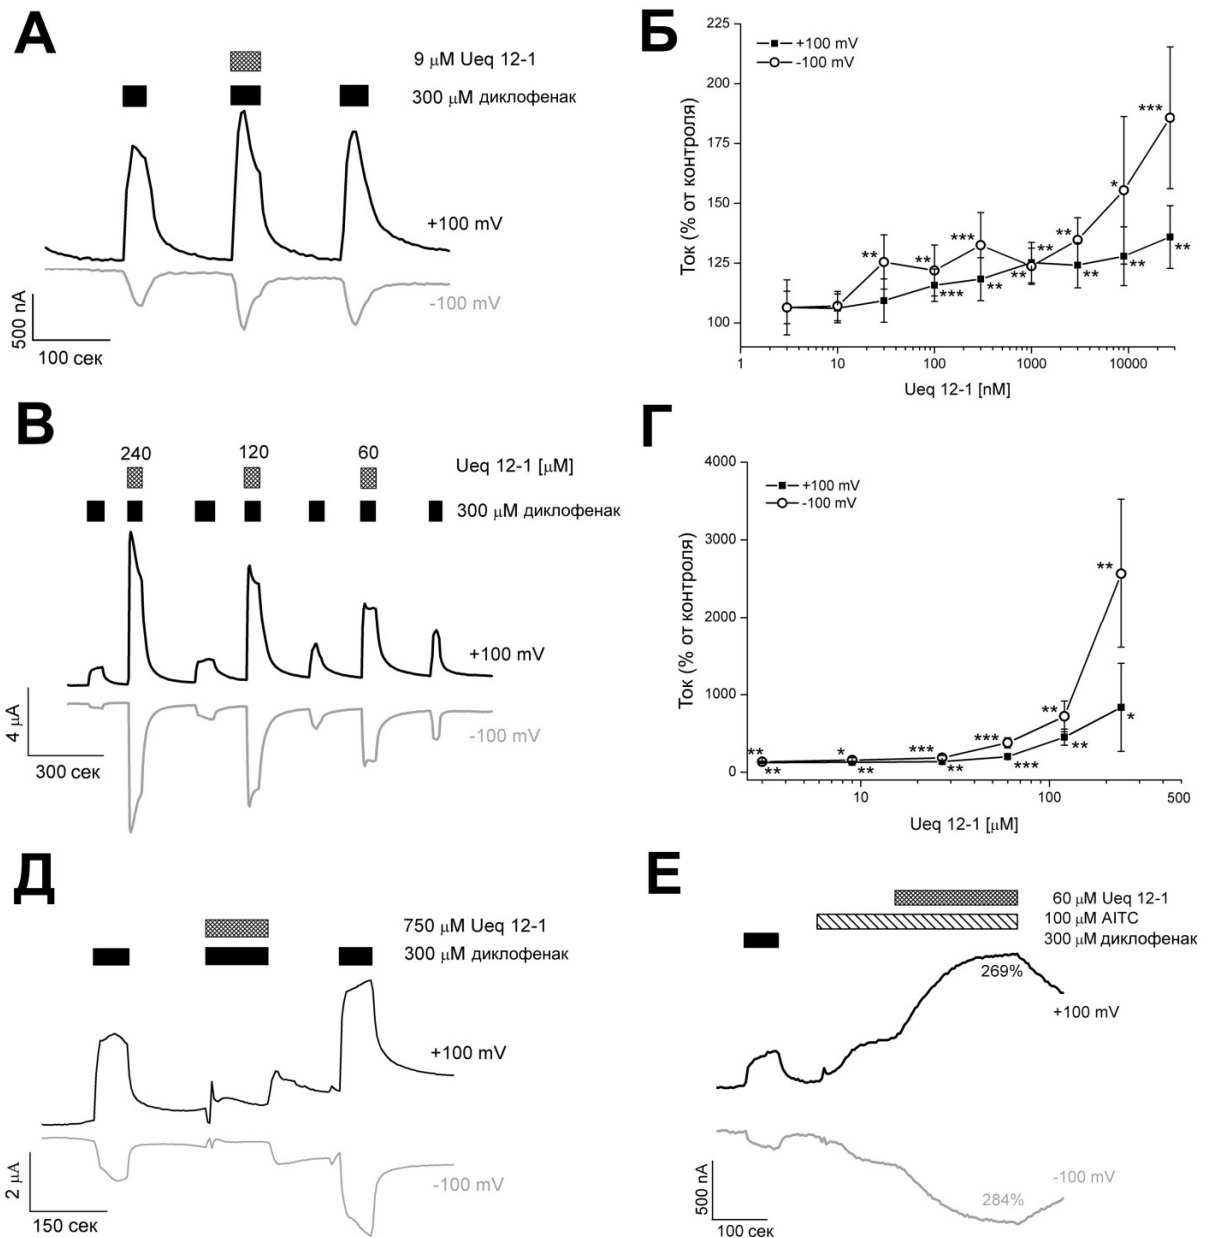 А
9 μM Ueq 12-1
300 μM диклофенак
+100 mV
-100 mV
500 nA
100 сек
Б
225
200
175
150
125
100
Ток (% от контроля)
+100 mV
-100 mV
***
*
**
**
***
**
**
**
***
**
**
**
**
**
1
10
100
1000
10000
Ueq 12-1 [nM]
В
240
120
60
Ueq 12-1 [μM]
300 μM диклофенак
+100 mV
-100 mV
4 μA
300 сек
Г
4000
3000
2000
1000
0
Ток (% от контроля)
+100 mV
-100 mV
**
**
*
***
***
**
*
**
**
**
***
**
10
100
500
Ueq 12-1 [μM]
Д
750 μM Ueq 12-1
300 μM диклофенак
+100 mV
-100 mV
2 μA
150 сек
Е
60 μM Ueq 12-1
100 μM AITC
300 μM диклофенак
269%
+100 mV
-100 mV
284%
500 nA
100 сек